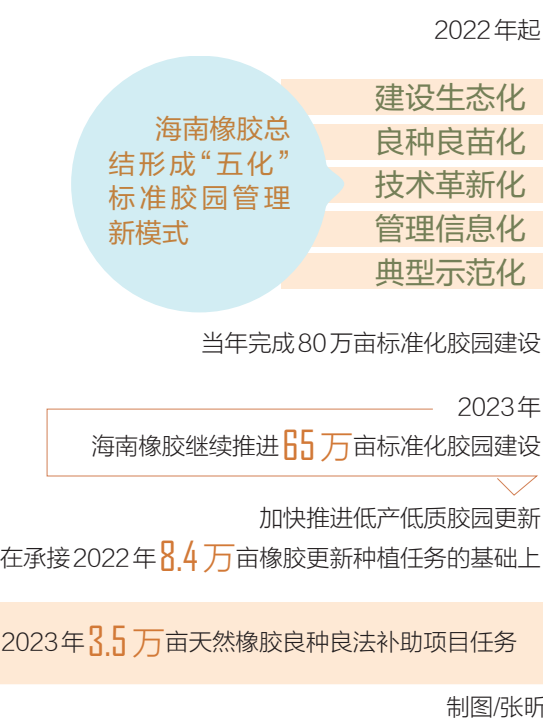 2022年起
海南橡胶总
结形成“五化”
标准胶园管理
新模式
建设生态化
良种良苗化
技术革新化
管理信息化
典型示范化
当年完成80万亩标准化胶园建设
2023年
海南橡胶继续推进65万亩标准化胶园建设
加快推进低产低质胶园更新
在承接2022年8.4万亩橡胶更新种植任务的基础上
2023年3.5万亩天然橡胶良种良法补助项目任务
制图/张昕